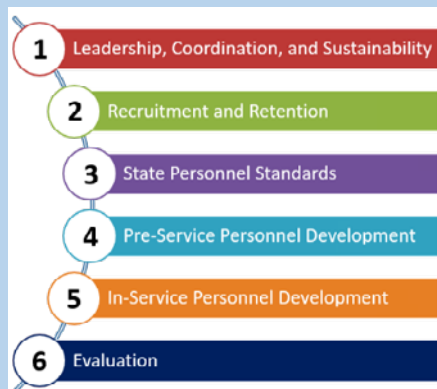 1 Leadership, Coordination, and Sustainability
2 Recruitment and Retention
3 State Personnel Standards
4 Pre-Service Personnel Development
5 In-Service Personnel Development
6 Evaluation